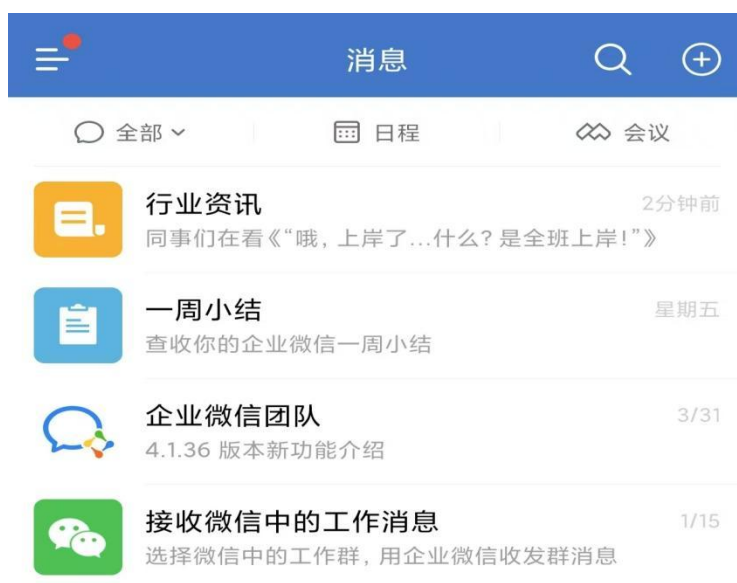 消息
全部 日程 会议
行业资讯 2分钟前
同事们在看《“哦，上岸了...什么？是全班上岸！”》
一周小结 星期五
查收你的企业微信一周小结
企业微信团队 3/31
4.1.36 版本新功能介绍
接收微信中的工作消息 1/15
选择微信中的工作群，用企业微信收发群消息